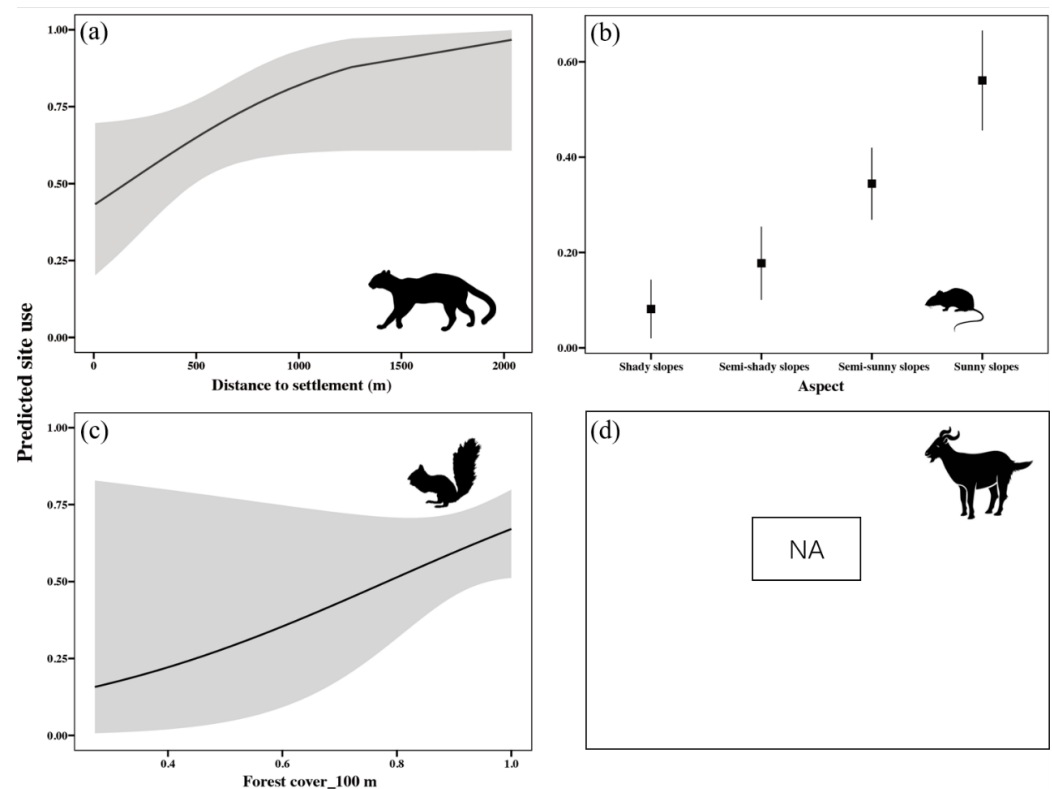 Predicted site use
(a)
1.00
0.75
0.50
0.25
0.00
0 500 1000 1500 2000
Distance to settlement (m)
(b)
0.60
0.40
0.20
0.00
Shady slopes Semi-shady slopes Semi-sunny slopes Sunny slopes
Aspect
(c)
1.00
0.75
0.50
0.25
0.00
0.4 0.6 0.8 1.0
Forest cover_100 m
(d)
NA